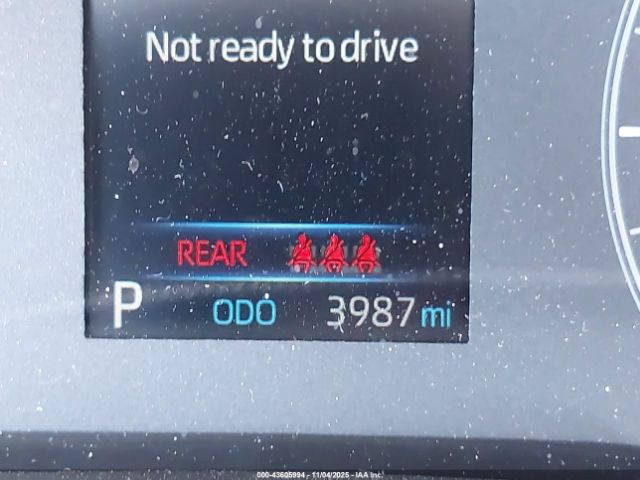 Not ready to drive
REAR
P ODO 3987 mi
000-43605994 - 11/04/2025 - IAA Inc.